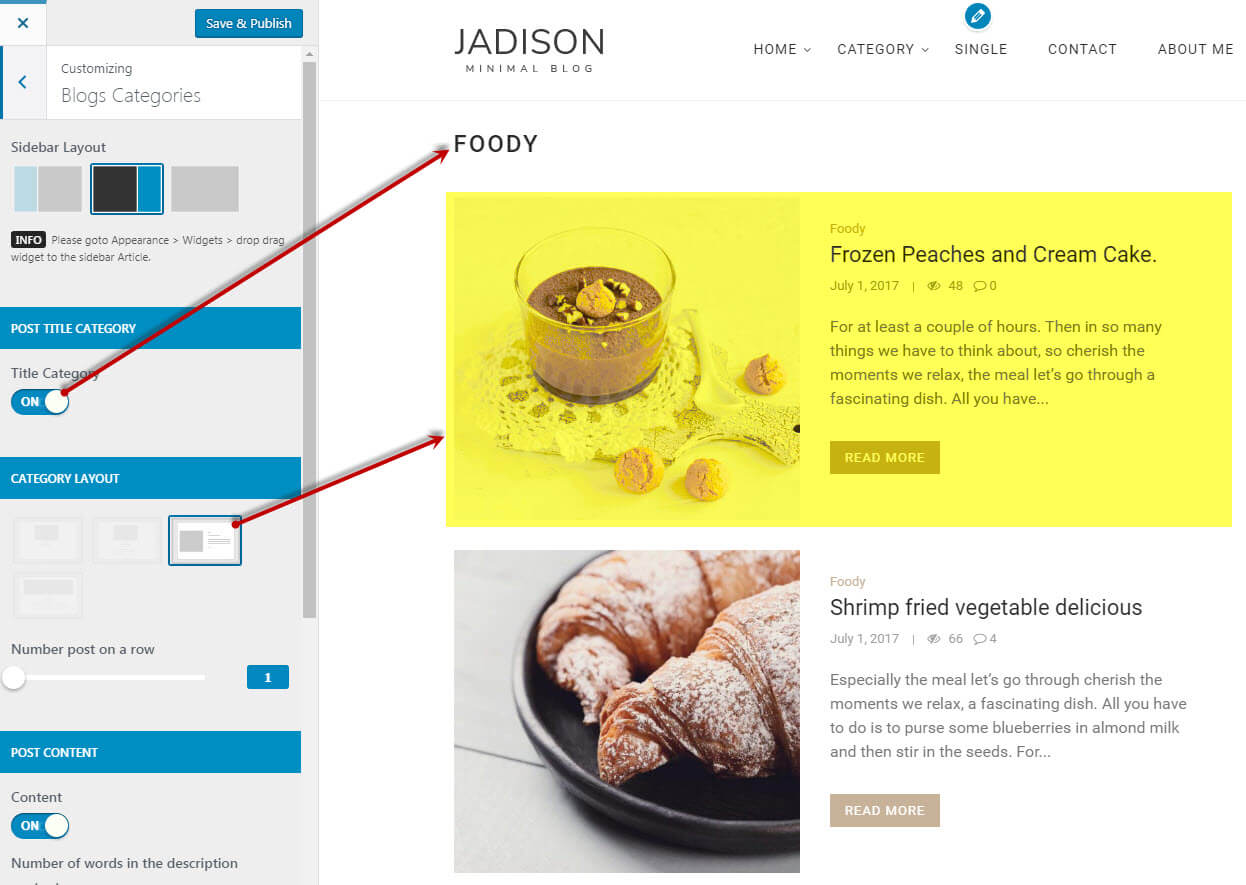 Save & Publish
Customizing
Blogs Categories
Sidebar Layout
INFO Please goto Appearance > Widgets > drop drag
widget to the sidebar Article.
POST TITLE CATEGORY
Title Category
ON
CATEGORY LAYOUT
Number post on a row
1
POST CONTENT
Content
ON
Number of words in the description
JADISON
MINIMAL BLOG
HOME CATEGORY SINGLE CONTACT ABOUT ME
FOODY
Foody
Frozen Peaches and Cream Cake.
July 1, 2017 | 48 0
For at least a couple of hours. Then in so many
things we have to think about, so cherish the
moments we relax, the meal let’s go through a
fascinating dish. All you have...
READ MORE
Foody
Shrimp fried vegetable delicious
July 1, 2017 | 66 4
Especially the meal let’s go through cherish the
moments we relax, a fascinating dish. All you have
to do is to purse some blueberries in almond milk
and then stir in the seeds. For...
READ MORE